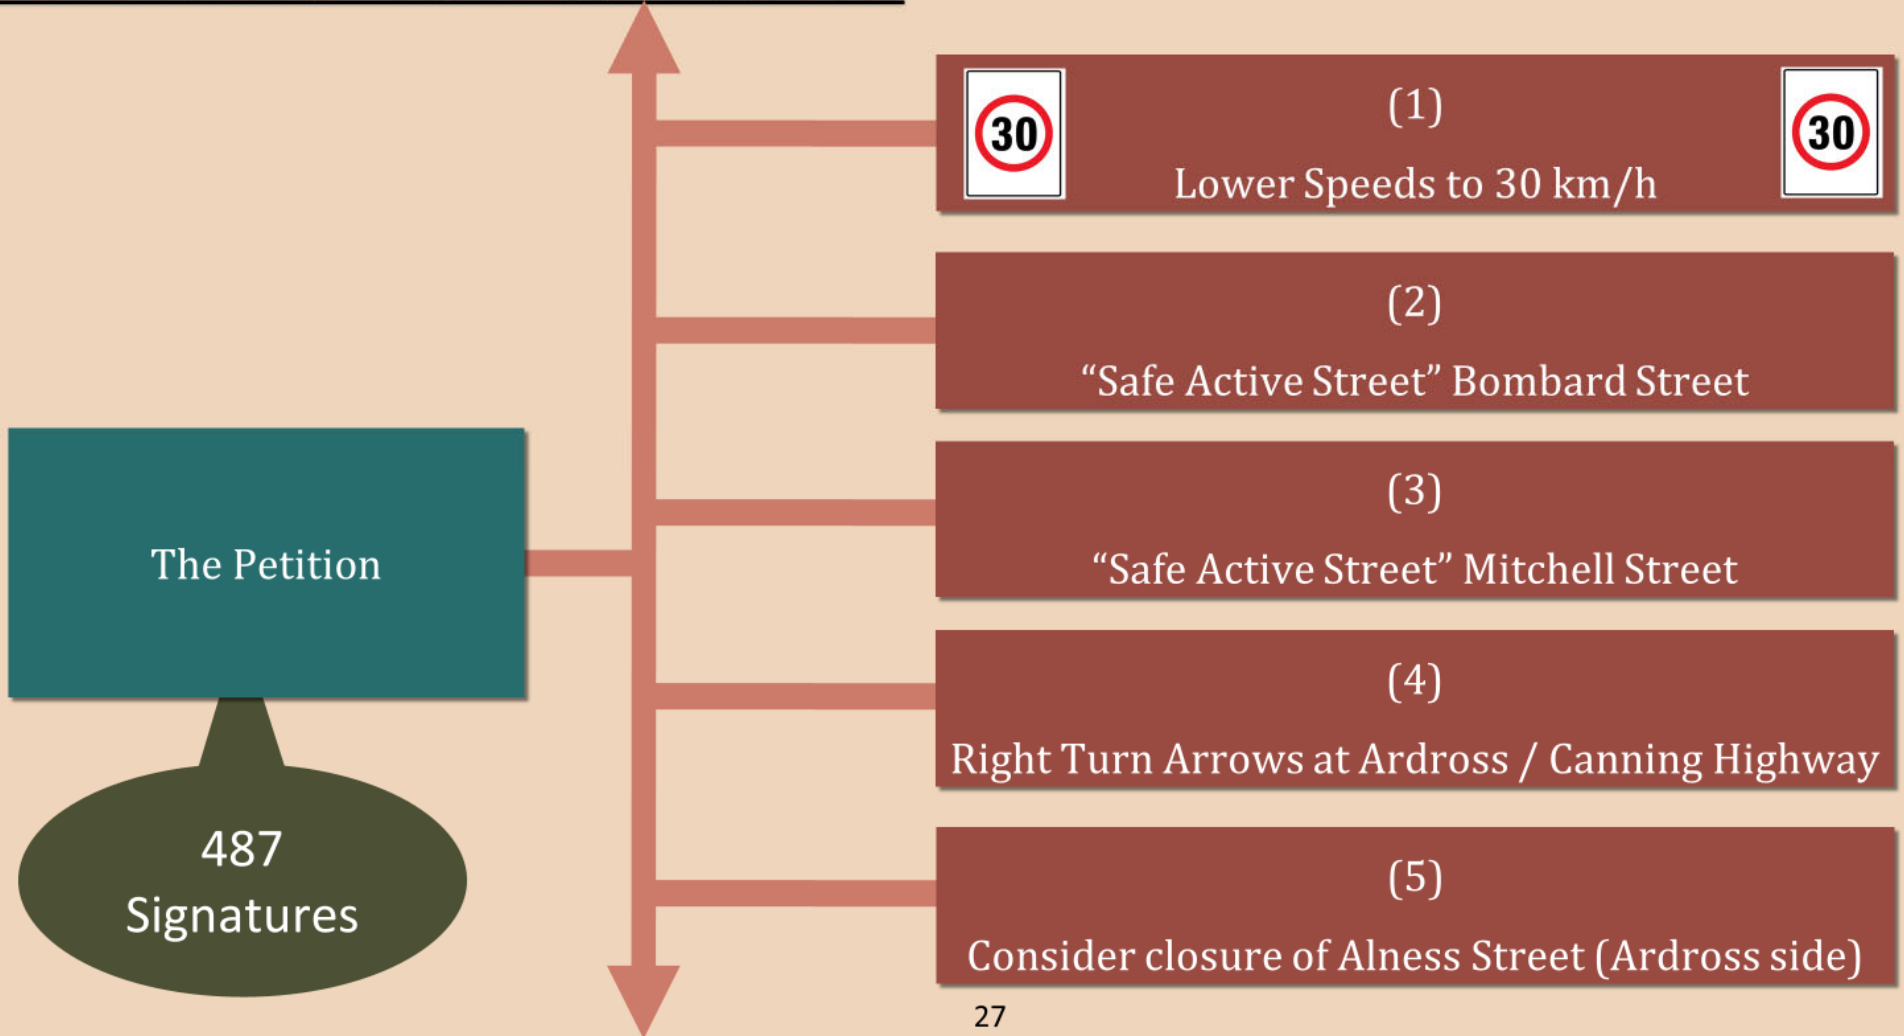 30
(1)
30
Lower Speeds to 30 km/h
(2)
“Safe Active Street” Bombard Street
(3)
“Safe Active Street” Mitchell Street
The Petition
(4)
Right Turn Arrows at Ardross / Canning Highway
487
Signatures
(5)
Consider closure of Alness Street (Ardross side)
27